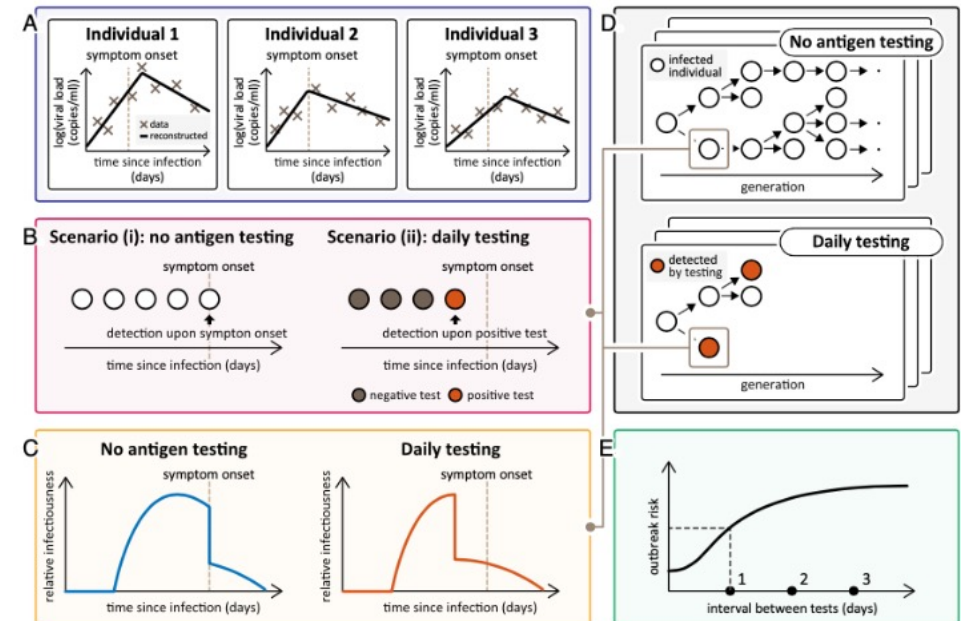 A
Individual 1
symptom onset
log(viral load
(copies/ml))
data
reconstructed
time since infection
(days)
Individual 2
symptom onset
log(viral load
(copies/ml))
time since infection
(days)
Individual 3
symptom onset
log(viral load
(copies/ml))
time since infection
(days)
B
Scenario (i): no antigen testing
symptom onset
detection upon sympton onset
time since infection (days)
Scenario (ii): daily testing
symptom onset
detection upon positive test
time since infection (days)
negative test
positive test
C
No antigen testing
symptom onset
relative infectiousness
time since infection (days)
Daily testing
symptom onset
relative infectiousness
time since infection (days)
D
No antigen testing
infected
individual
generation
Daily testing
detected
by testing
generation
E
outbreak risk
1 2 3
interval between tests (days)